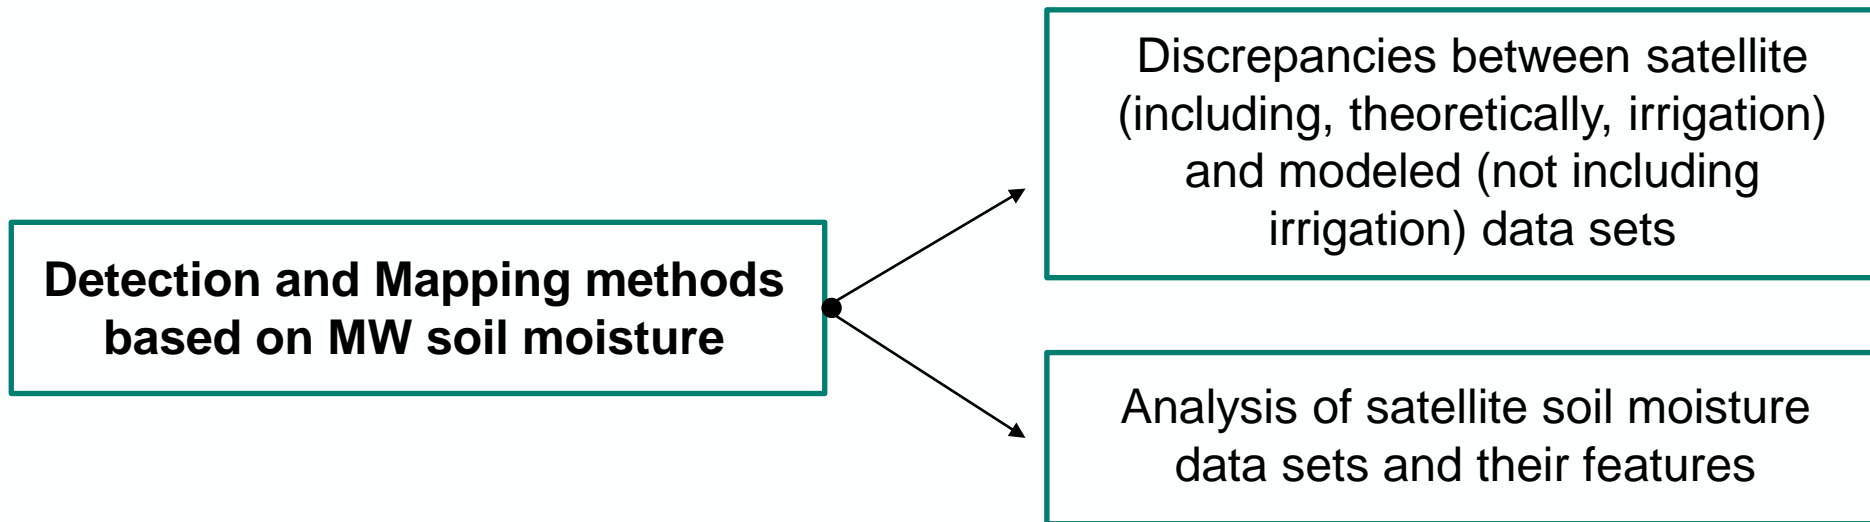 Detection and Mapping methods
based on MW soil moisture
Discrepancies between satellite
(including, theoretically, irrigation)
and modeled (not including
irrigation) data sets
Analysis of satellite soil moisture
data sets and their features